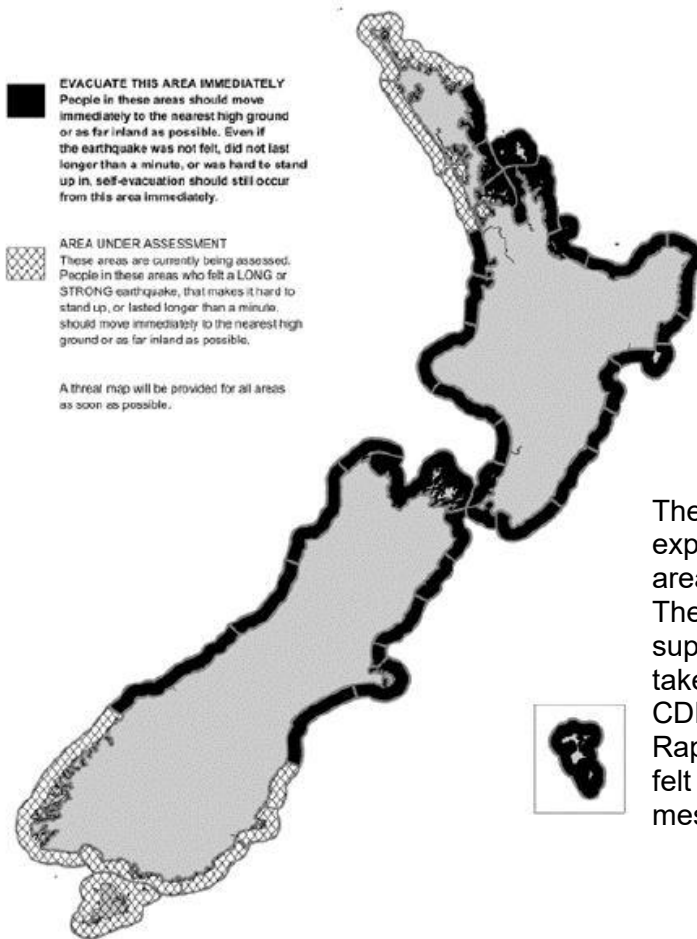 EVACUATE THIS AREA IMMEDIATELY
People in these areas should move
immediately to the nearest high ground
or as far inland as possible. Even if
the earthquake was not felt, did not last
longer than a minute, or was hard to stand
up in, self-evacuation should still occur
from this area immediately.
AREA UNDER ASSESSMENT
These areas are currently being assessed.
People in these areas who felt a LONG or
STRONG earthquake, that makes it hard to
stand up, or lasted longer than a minute.
should move immediately to the nearest high
ground or as far inland as possible.
A threat map will be provided for all areas
as soon as possible.
The
exp
area
The
sup
take
Rap
felt
mes